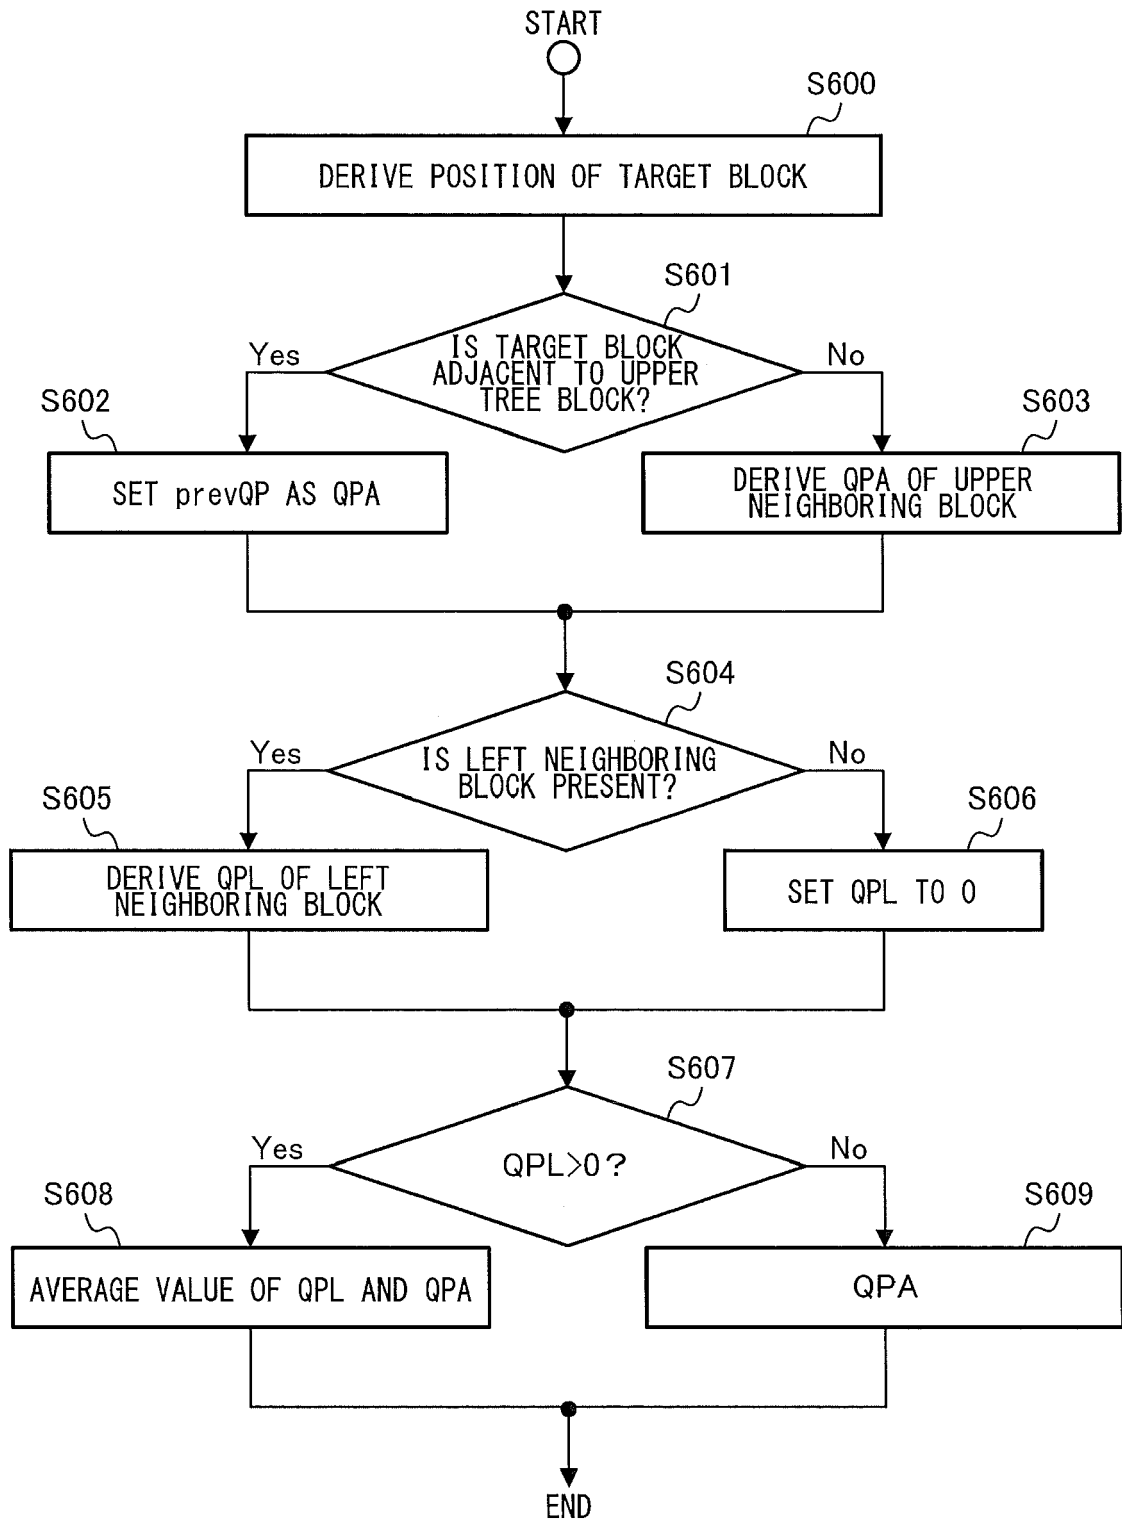 START
S600
DERIVE POSITION OF TARGET BLOCK
S601
IS TARGET BLOCK
ADJACENT TO UPPER
TREE BLOCK?
Yes
No
S602
SET prevQP AS QPA
S603
DERIVE QPA OF UPPER
NEIGHBORING BLOCK
S604
IS LEFT NEIGHBORING
BLOCK PRESENT?
Yes
No
S605
DERIVE QPL OF LEFT
NEIGHBORING BLOCK
S606
SET QPL TO 0
S607
QPL>0?
Yes
No
S608
AVERAGE VALUE OF QPL AND QPA
S609
QPA
END